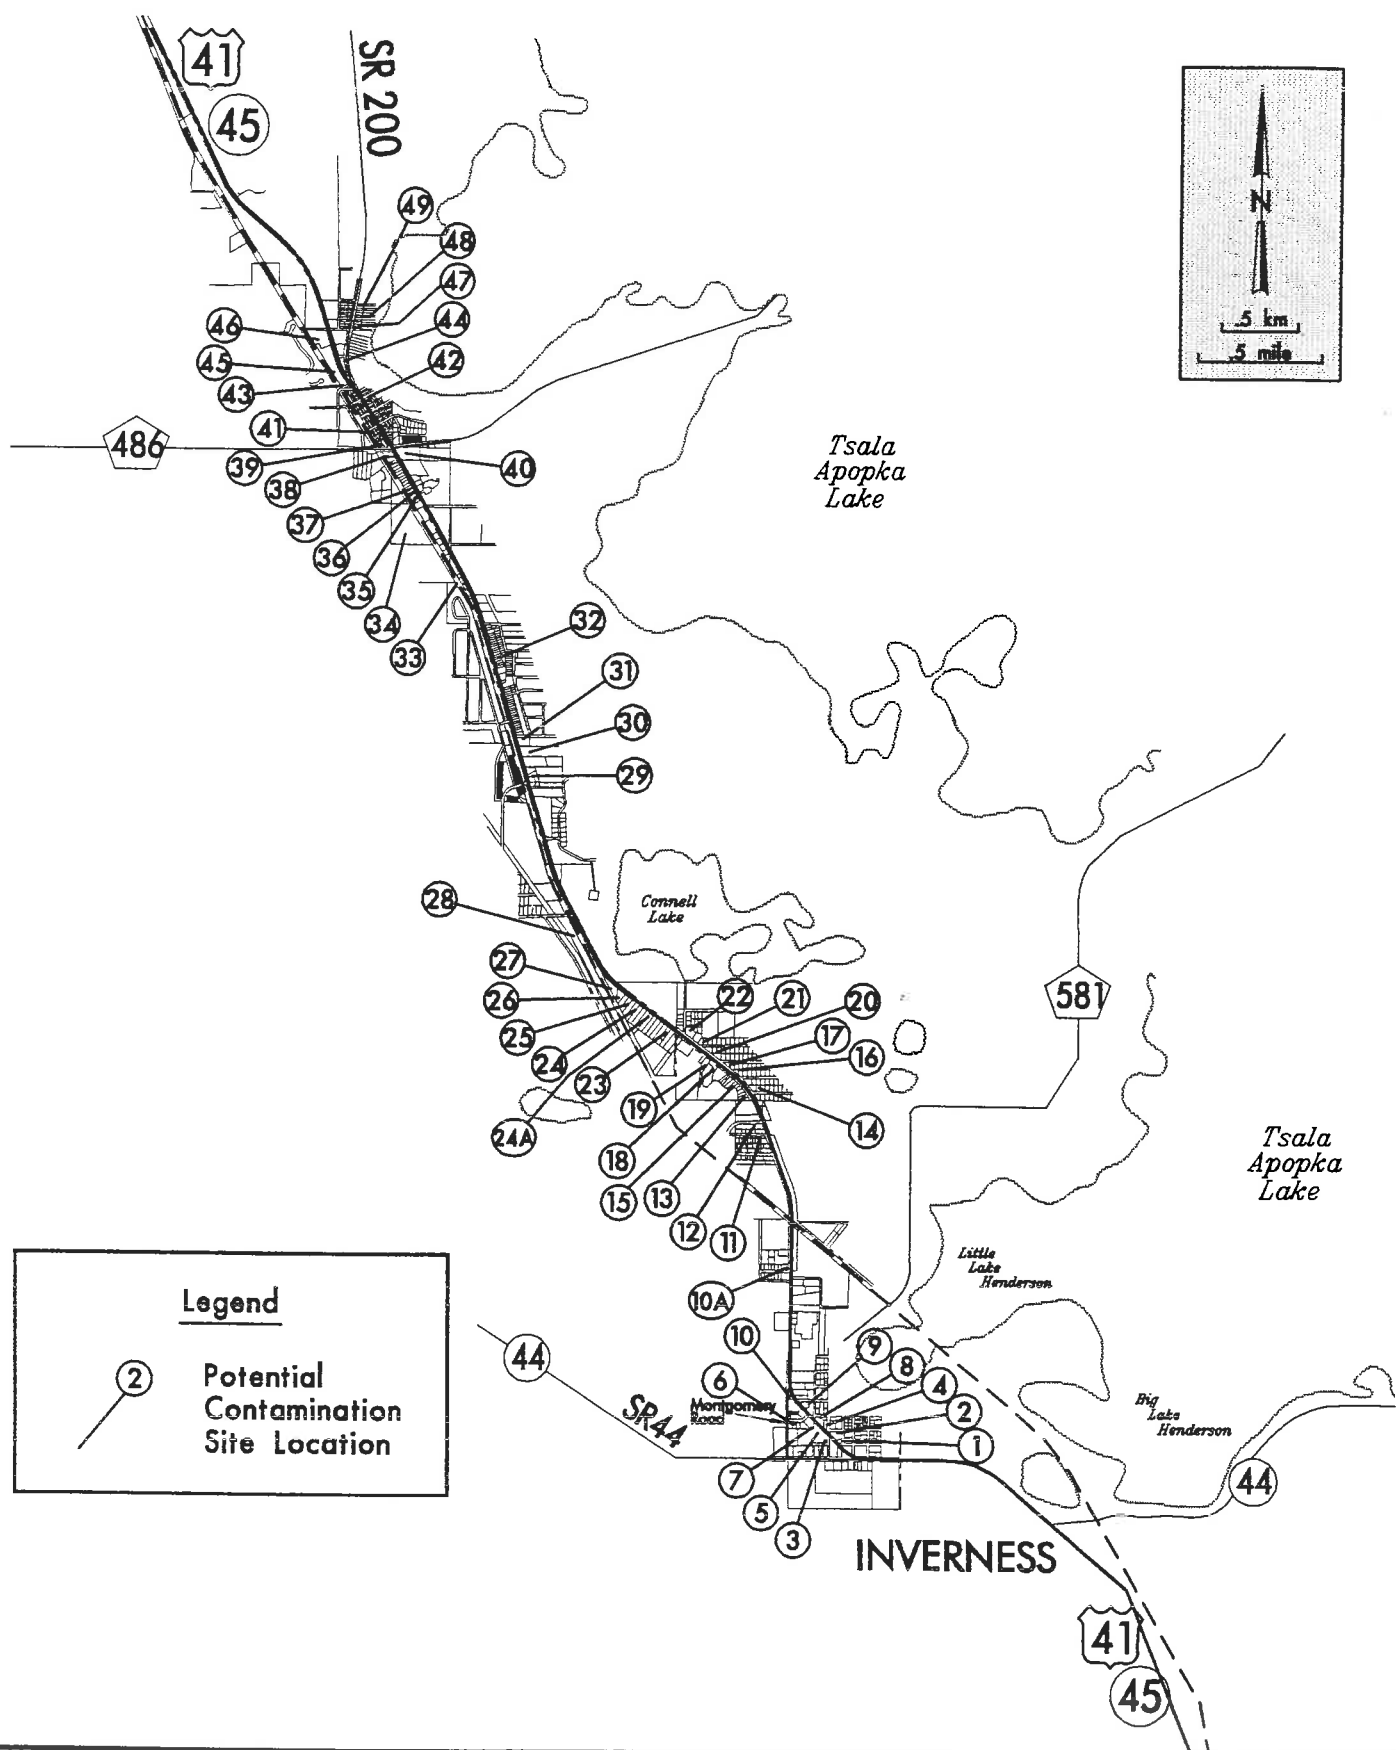 41
45
SR 200
N
.5 km
.5 mile
49
48
47
44
46
45
42
43
41
486
39
40
38
37
36
35
34
33
Tsala
Apopka
Lake
32
31
30
29
28
Connell
Lake
27
26
25
24
24A
23
22
21
20
17
16
19
18
15
13
14
12
11
581
Tsala
Apopka
Lake
Little
Lake
Henderson
10A
10
9
8
6
4
2
1
Montgomery
Road
7
5
3
44
SR44
Big
Lake
Henderson
44
INVERNESS
41
45
Legend
2
Potential
Contamination
Site Location